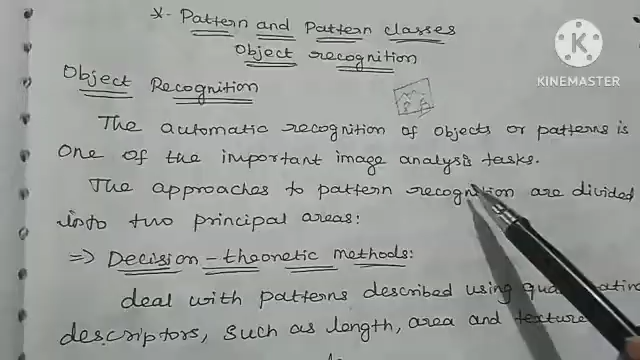 * Pattern and Pattern classes
Object recognition
Object Recognition
KINEMASTER
The automatic recognition of objects or patterns is
One of the important image analysis tasks.
The approaches to pattern recognition are divided
into two principal areas:
⇒ Decision-theoretic methods:
deal with patterns described using
descriptors, such as length, area and texture